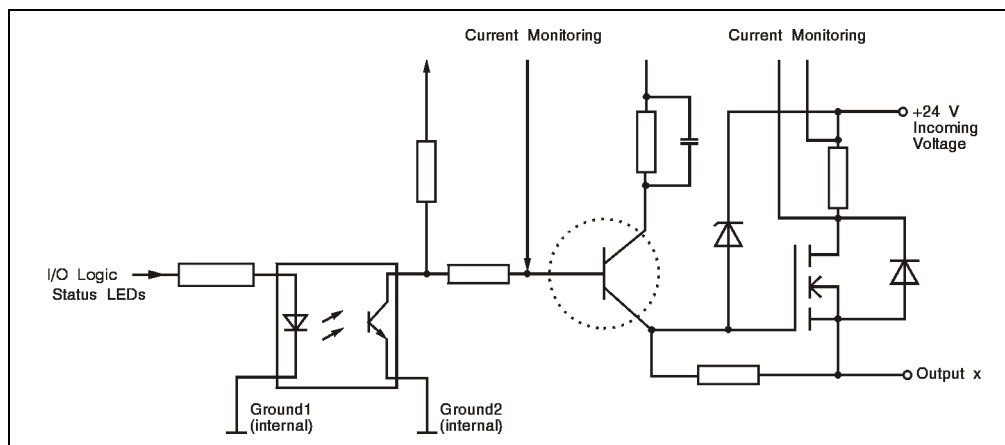 Current Monitoring
Current Monitoring
+24 V
Incoming
Voltage
I/O Logic
Status LEDs
Ground1
(internal)
Ground2
(internal)
Output x